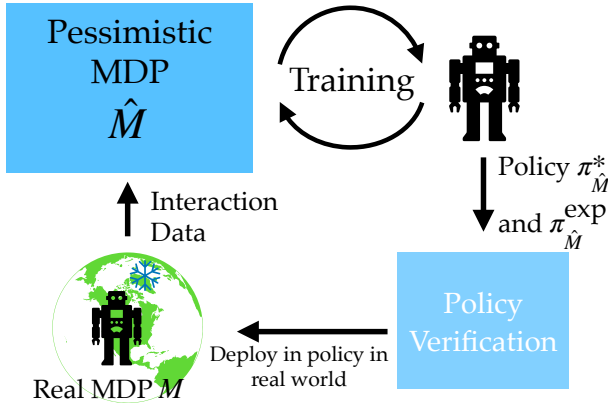 Pessimistic
MDP
M̂
Training
Policy π*_M̂
and π^exp_M̂
Interaction
Data
Policy
Verification
Deploy in policy in
real world
Real MDP M